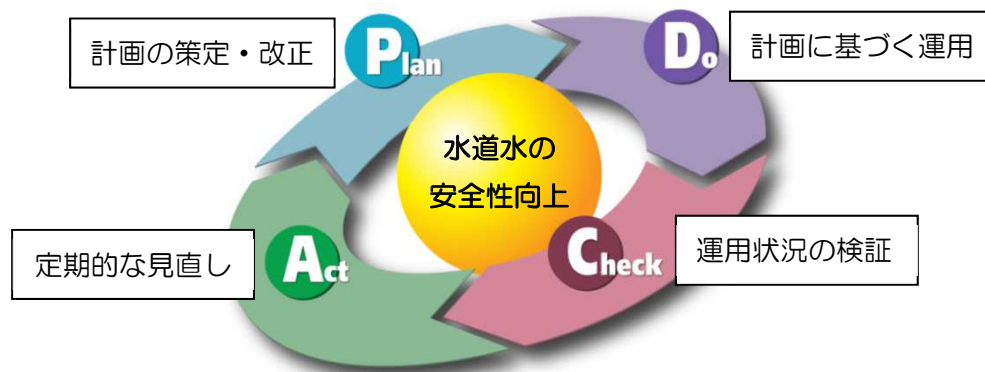 計画の策定・改正
Plan
Do
計画に基づく運用
水道水の
安全性向上
定期的な見直し
Act
Check
運用状況の検証